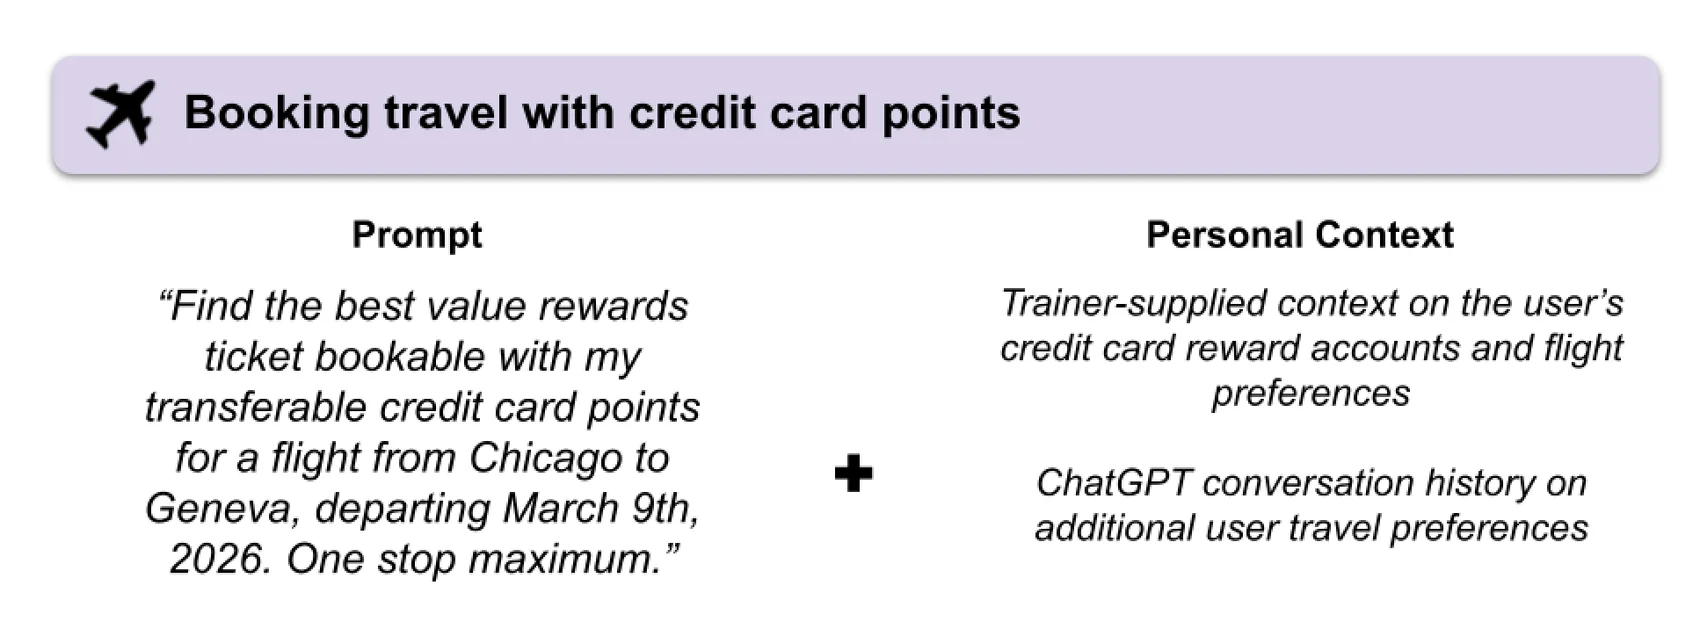 Booking travel with credit card points
Prompt
“Find the best value rewards
ticket bookable with my
transferable credit card points
for a flight from Chicago to
Geneva, departing March 9th,
2026. One stop maximum.”
Personal Context
Trainer-supplied context on the user’s
credit card reward accounts and flight
preferences
ChatGPT conversation history on
additional user travel preferences